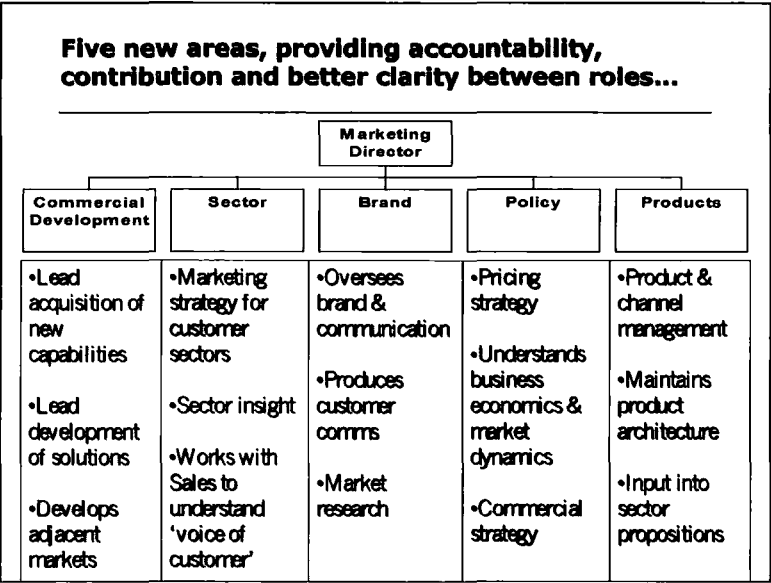 Five new areas, providing accountability,
contribution and better clarity between roles...
Marketing
Director
Commercial
Development
Sector
Brand
Policy
Products
•Lead
acquisition of
new
capabilities
•Lead
development
of solutions
•Develops
adjacent
markets
•Marketing
strategy for
customer
sectors
•Sector insight
•Works with
Sales to
understand
'voice of
customer'
•Oversees
brand &
communication
•Produces
customer
comms
•Market
research
•Pricing
strategy
•Understands
business
economics &
market
dynamics
•Commercial
strategy
•Product &
channel
management
•Maintains
product
architecture
•Input into
sector
propositions